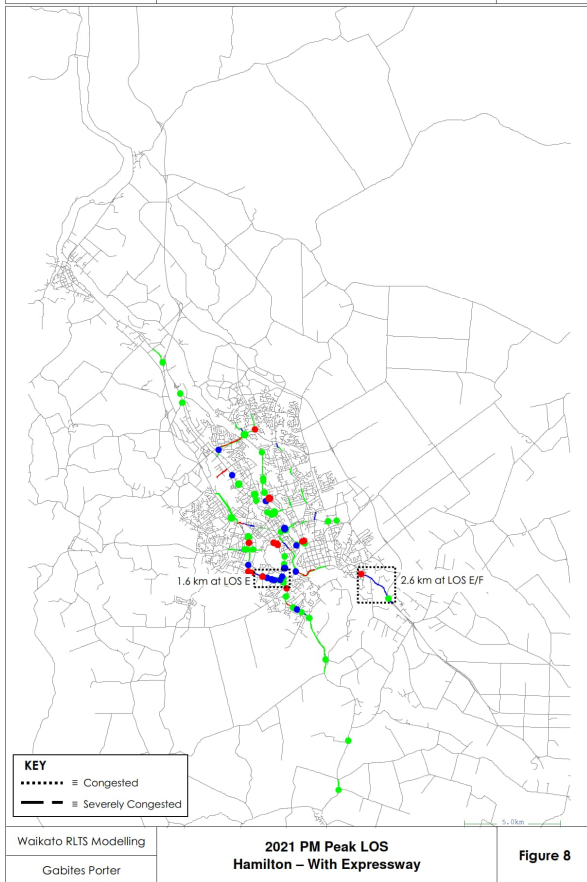 1.6 km at LOS E
2.6 km at LOS E/F
KEY
≡ Congested
≡ Severely Congested
5.0km
Waikato RLTS Modelling
Gabites Porter
2021 PM Peak LOS
Hamilton – With Expressway
Figure 8